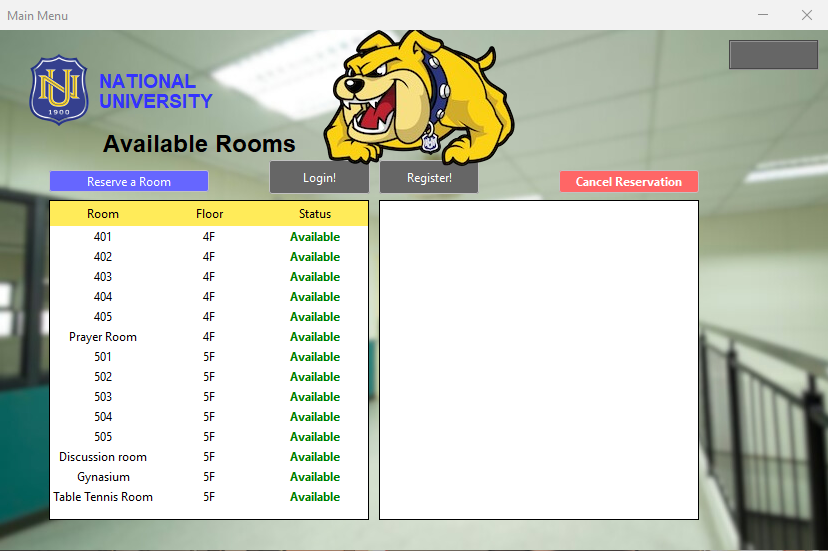 Main Menu
NATIONAL
UNIVERSITY
NU
1900
Available Rooms
Reserve a Room
Login!
Register!
Cancel Reservation
Room Floor Status
401 4F Available
402 4F Available
403 4F Available
404 4F Available
405 4F Available
Prayer Room 4F Available
501 5F Available
502 5F Available
503 5F Available
504 5F Available
505 5F Available
Discussion room 5F Available
Gynasium 5F Available
Table Tennis Room 5F Available